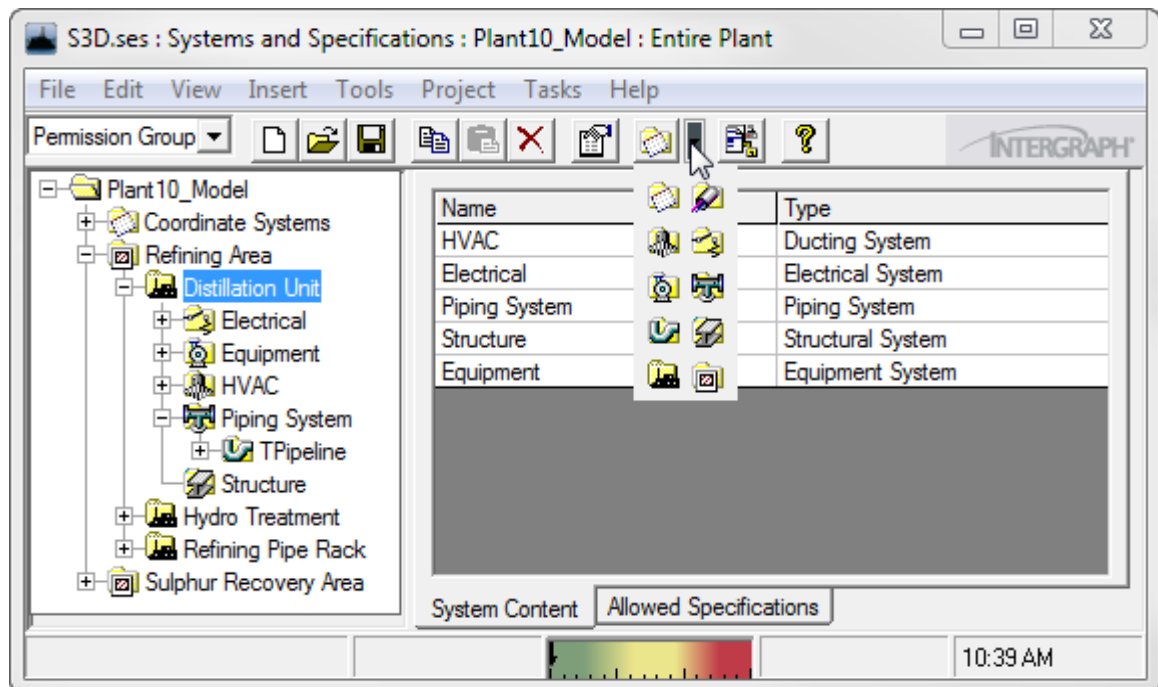 S3D.ses : Systems and Specifications : Plant10_Model : Entire Plant
File Edit View Insert Tools Project Tasks Help
Permission Group
INTERGRAPH
Plant10_Model
Coordinate Systems
Refining Area
Distillation Unit
Electrical
Equipment
HVAC
Piping System
TPipeline
Structure
Hydro Treatment
Refining Pipe Rack
Sulphur Recovery Area
Name Type
HVAC Ducting System
Electrical Electrical System
Piping System Piping System
Structure Structural System
Equipment Equipment System
System Content Allowed Specifications
10:39 AM